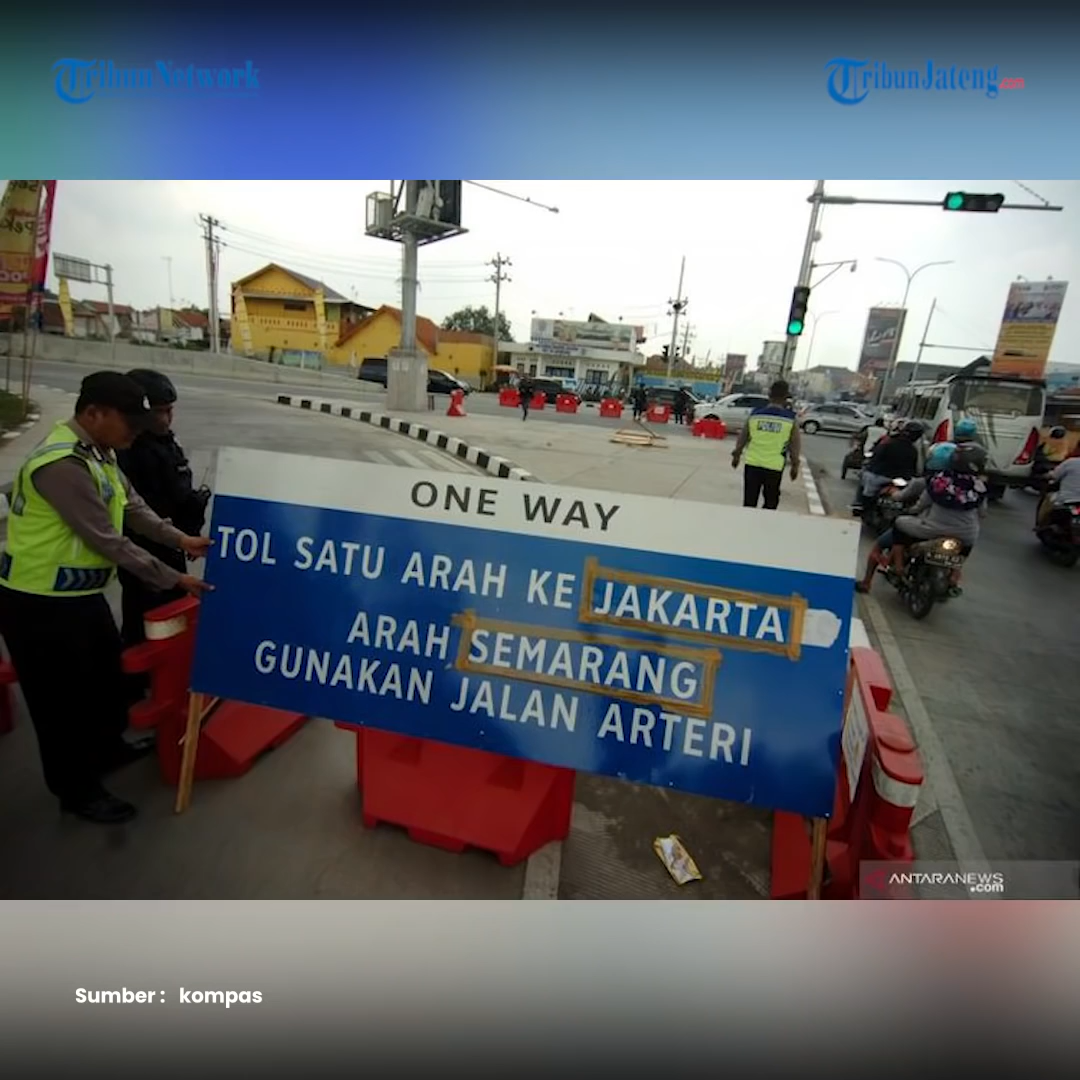 TribunNetwork
TribunJateng.com
ONE WAY
TOL SATU ARAH KE JAKARTA
ARAH SEMARANG
GUNAKAN JALAN ARTERI
POLISI
ANTARANEWS
.com
Sumber : kompas